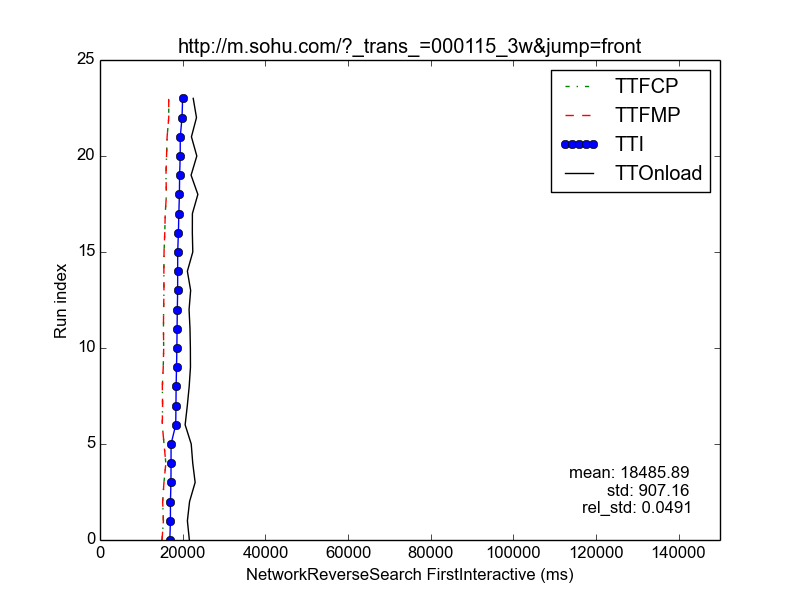 http://m.sohu.com/?_trans_=000115_3w&jump=front
25
20
15
10
5
0
Run index
TTFCP
TTFMP
TTI
TTOnload
mean: 18485.89
std: 907.16
rel_std: 0.0491
0 20000 40000 60000 80000 100000 120000 140000
NetworkReverseSearch FirstInteractive (ms)